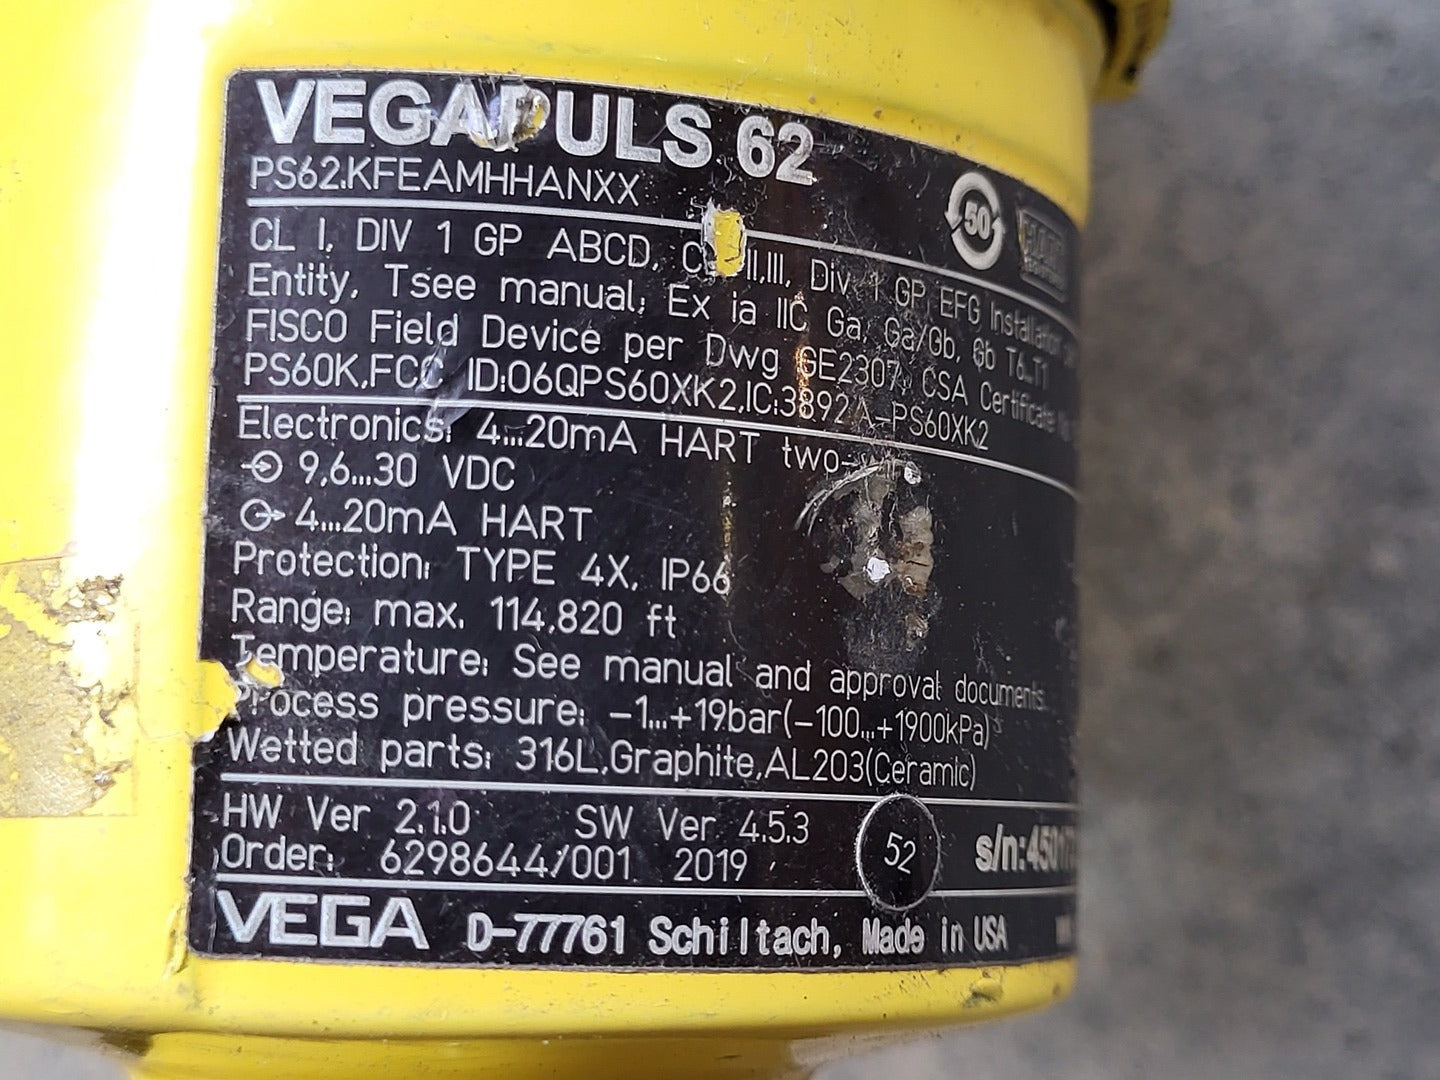 VEGAPULS 62
PS62.KFEAMHHANXX
50
CL I, DIV 1 GP ABCD, II,III, Div 1 GP EFG Installation
Entity, Tsee manual; Ex ia IIC Ga, Ga/Gb, Gb T6...T1
FISCO Field Device per Dwg GE2307, CSA Certificate
PS60K,FCC ID:O6QPS60XK2,IC:3892A-PS60XK2
Electronics: 4...20mA HART two-
9,6...30 VDC
4...20mA HART
Protection: TYPE 4X, IP66
Range: max. 114,820 ft
Temperature: See manual and approval documents.
Process pressure: -1...+19bar(-100...+1900kPa)
Wetted parts: 316L,Graphite,AL2O3(Ceramic)
HW Ver 2.1.0 SW Ver 4.5.3
Order: 6298644/001 2019
52
s/n:
VEGA D-77761 Schiltach, Made in USA